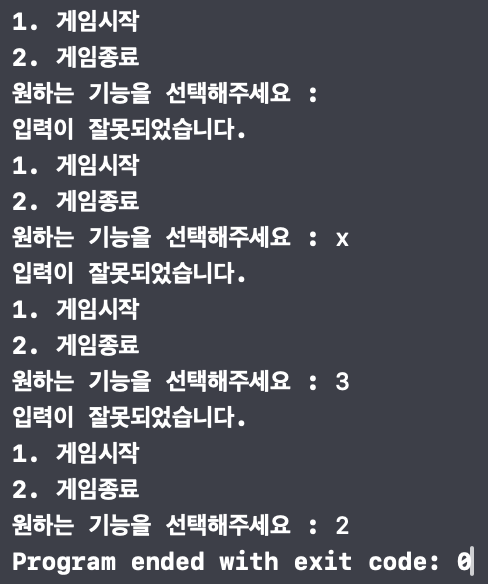 1. 게임시작
2. 게임종료
원하는 기능을 선택해주세요 :
입력이 잘못되었습니다.
1. 게임시작
2. 게임종료
원하는 기능을 선택해주세요 : x
입력이 잘못되었습니다.
1. 게임시작
2. 게임종료
원하는 기능을 선택해주세요 : 3
입력이 잘못되었습니다.
1. 게임시작
2. 게임종료
원하는 기능을 선택해주세요 : 2
Program ended with exit code: 0